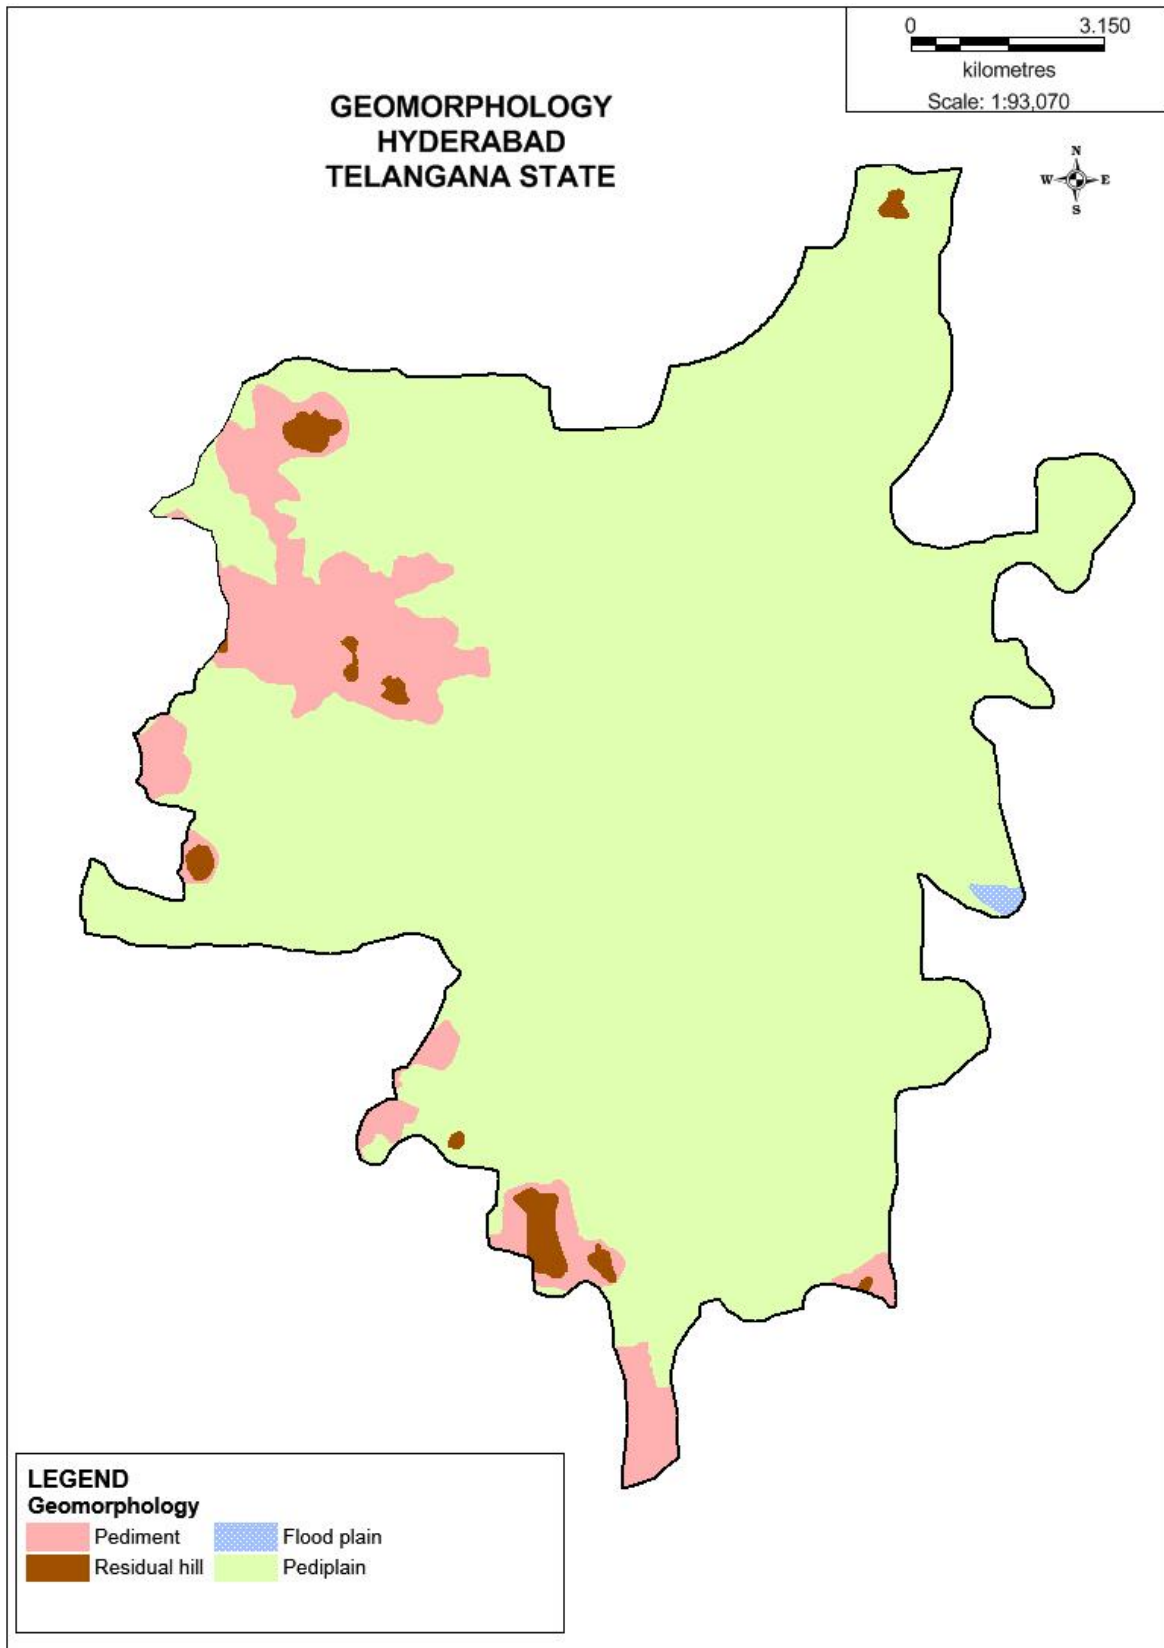 0 3.150
kilometres
Scale: 1:93,070
GEOMORPHOLOGY
HYDERABAD
TELANGANA STATE
N
W E
S
LEGEND
Geomorphology
Pediment Flood plain
Residual hill Pediplain